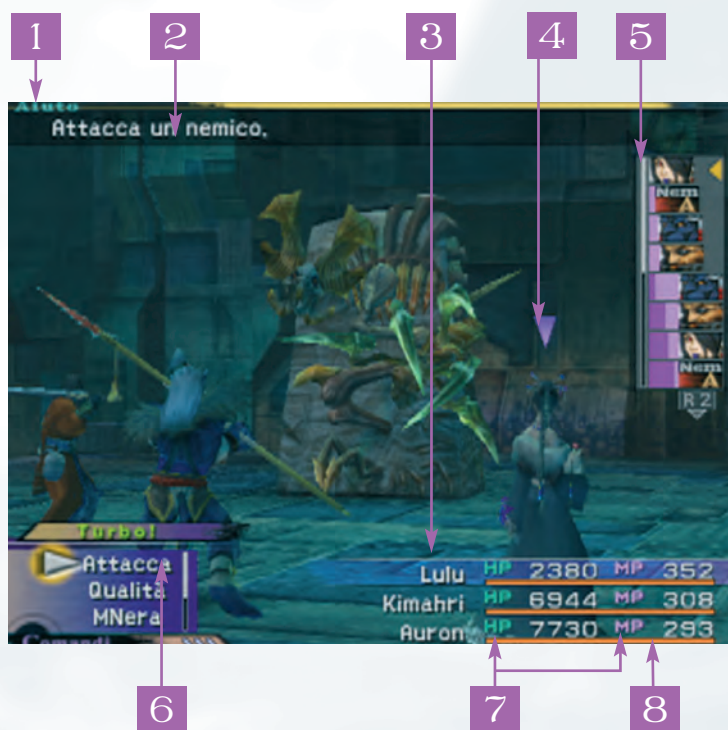 1 2 3 4 5
Aiuto
Attacca un nemico.
Nem
A
Nem
A
R2
Turbo!
Attacca
Qualità
MNera
Comandi
Lulu HP 2380 MP 352
Kimahri HP 6944 MP 308
Auron HP 7730 MP 293
6 7 8